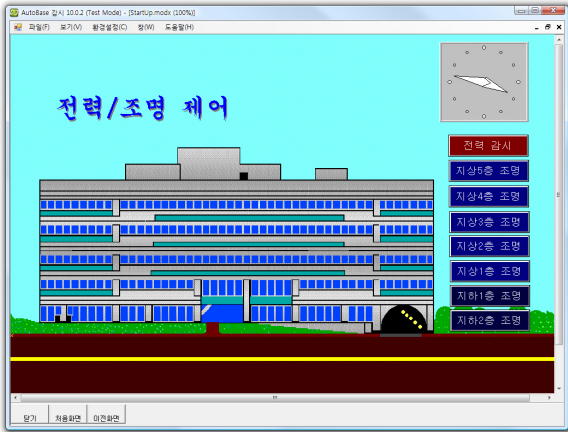 AutoBase 감시 10.0.2 (Test Mode) - [StartUp.modx (100%)]
파일(F) 보기(V) 환경설정(C) 창(W) 도움말(H)
전력/조명 제어
전력 감시
지상5층 조명
지상4층 조명
지상3층 조명
지상2층 조명
지상1층 조명
지하1층 조명
지하2층 조명
닫기 처음화면 이전화면